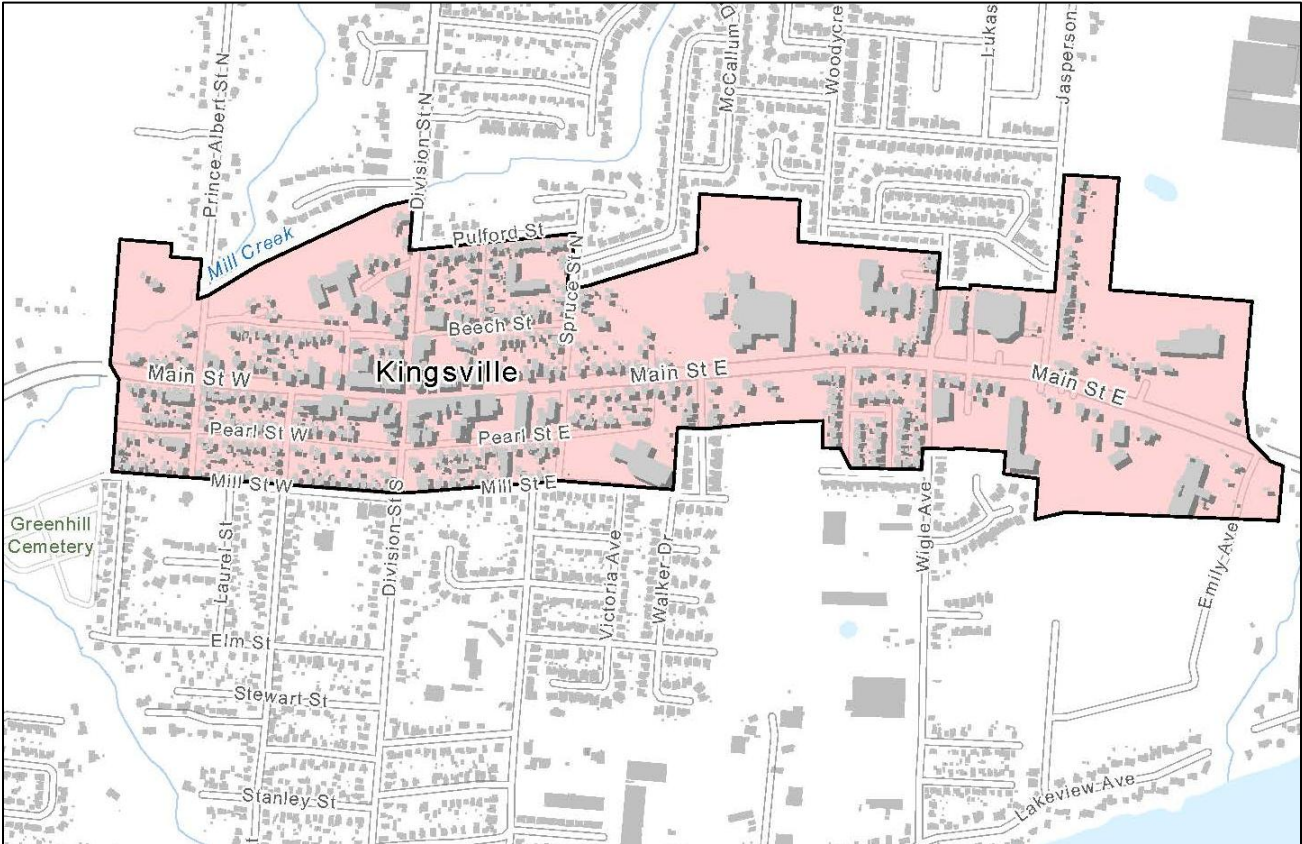 Prince Albert St N
Division St N
McCallum D
Woodycre
Lukas
Jasperson
Mill Creek
Pulford St
Spruce St N
Beech St
Kingsville
Main St W
Main St E
Main St E
Pearl St W
Pearl St E
Mill St W
Mill St E
Greenhill
Cemetery
Laurel St
Division St S
Victoria Ave
Walker Dr
Wigle Ave
Emily Ave
Elm St
Stewart St
Stanley St
Lakeview Ave
t